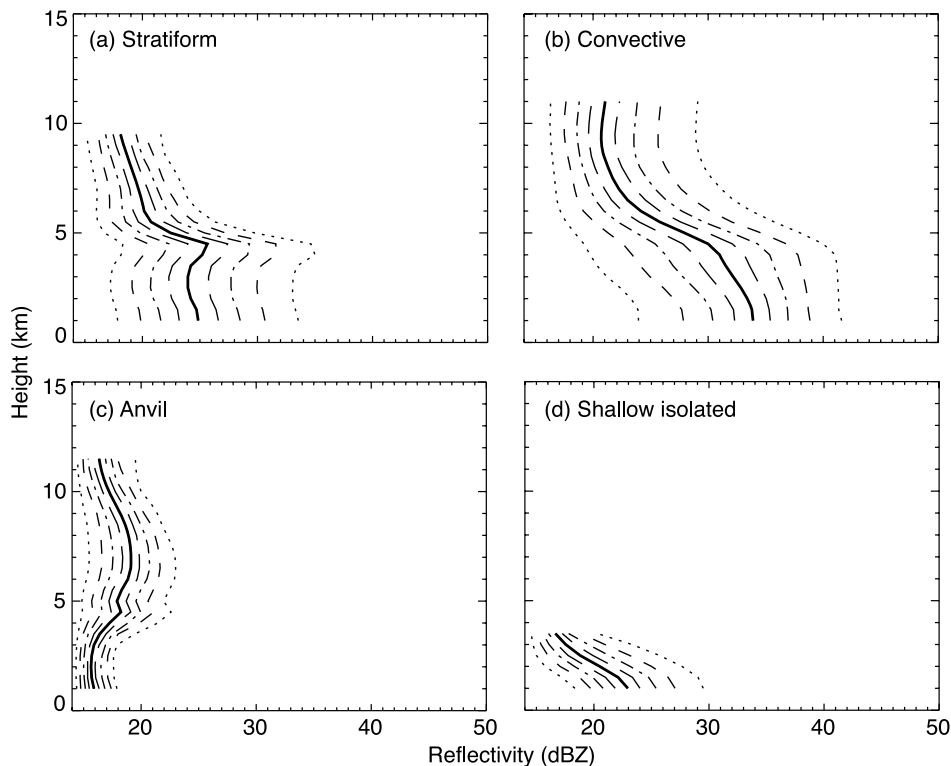 (a) Stratiform
(b) Convective
15
10
5
0
(c) Anvil
(d) Shallow isolated
15
10
5
0
20 30 40 50
20 30 40 50
Height (km)
Reflectivity (dBZ)